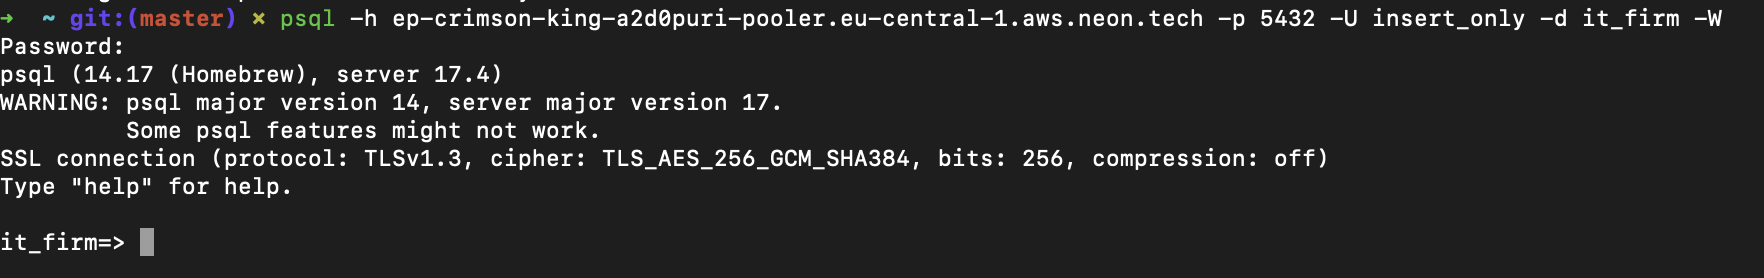 ➜  ~ git:(master) ✗ psql -h ep-crimson-king-a2d0puri-pooler.eu-central-1.aws.neon.tech -p 5432 -U insert_only -d it_firm -W
Password:
psql (14.17 (Homebrew), server 17.4)
WARNING: psql major version 14, server major version 17.
         Some psql features might not work.
SSL connection (protocol: TLSv1.3, cipher: TLS_AES_256_GCM_SHA384, bits: 256, compression: off)
Type "help" for help.

it_firm=>